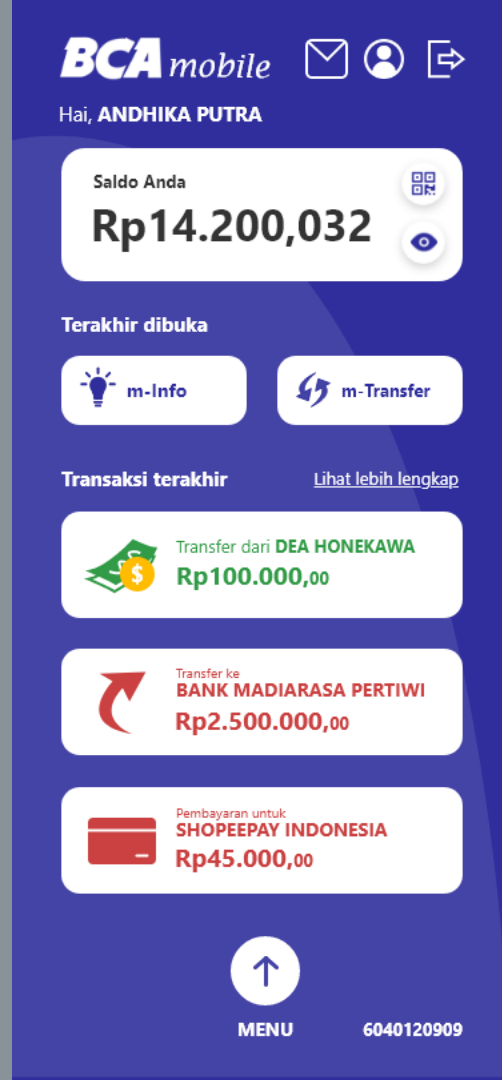 BCA mobile
Hai, ANDHIKA PUTRA
Saldo Anda
Rp14.200,032
Terakhir dibuka
m-Info
m-Transfer
Transaksi terakhir
Lihat lebih lengkap
Transfer dari DEA HONEKAWA
Rp100.000,00
Transfer ke
BANK MADIARASA PERTIWI
Rp2.500.000,00
Pembayaran untuk
SHOPEEPAY INDONESIA
Rp45.000,00
MENU
6040120909